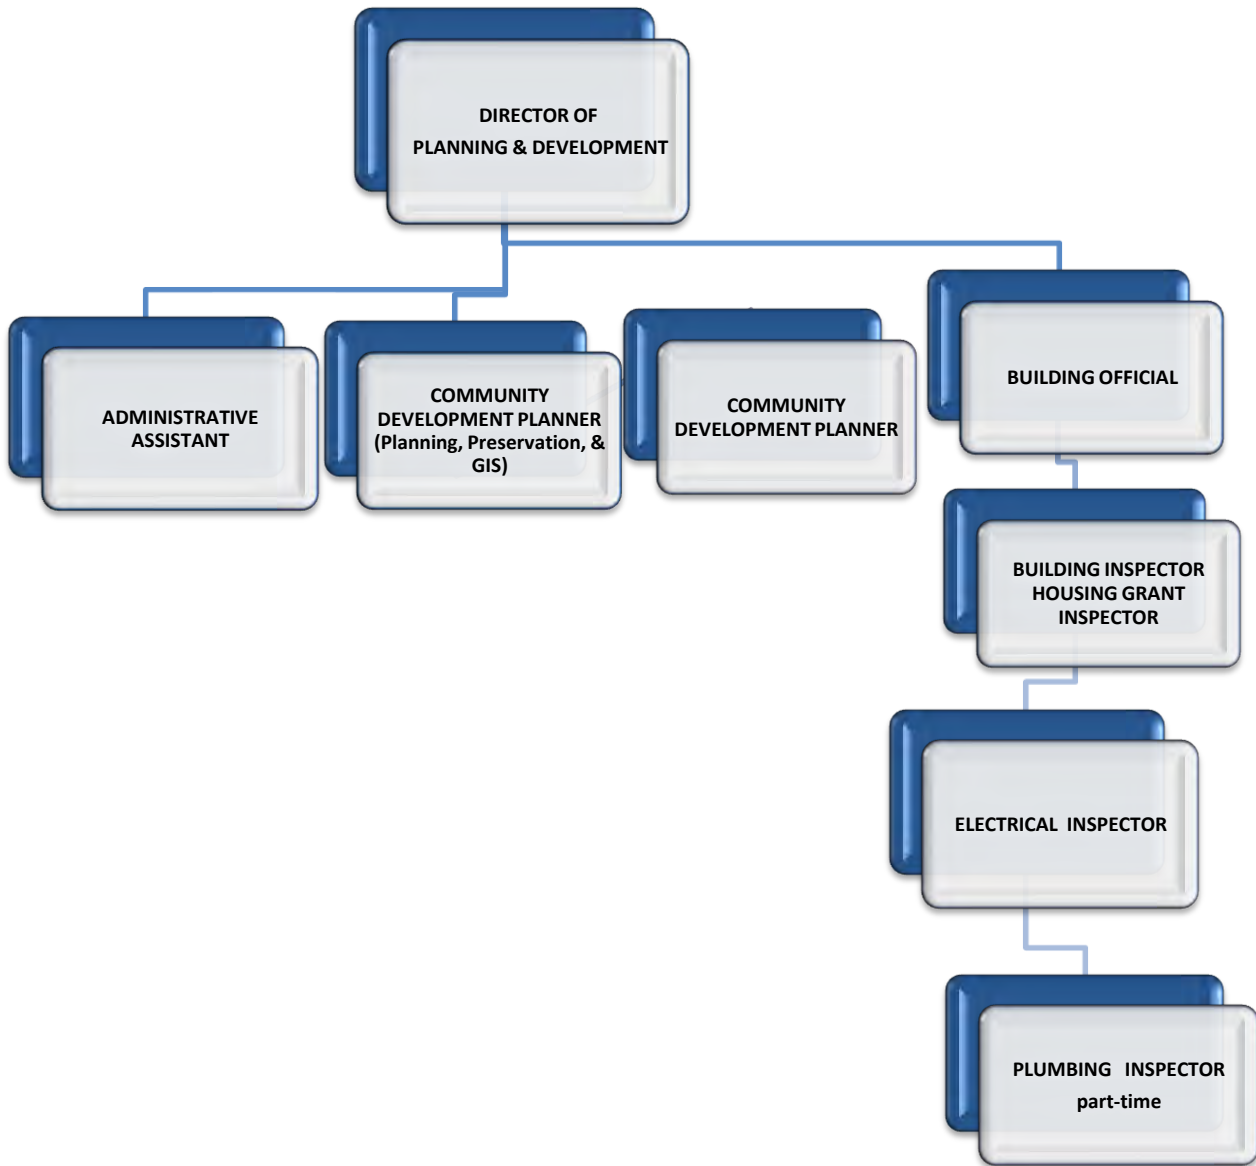 DIRECTOR OF
PLANNING & DEVELOPMENT
ADMINISTRATIVE
ASSISTANT
COMMUNITY
DEVELOPMENT PLANNER
(Planning, Preservation, &
GIS)
COMMUNITY
DEVELOPMENT PLANNER
BUILDING OFFICIAL
BUILDING INSPECTOR
HOUSING GRANT
INSPECTOR
ELECTRICAL INSPECTOR
PLUMBING INSPECTOR
part-time